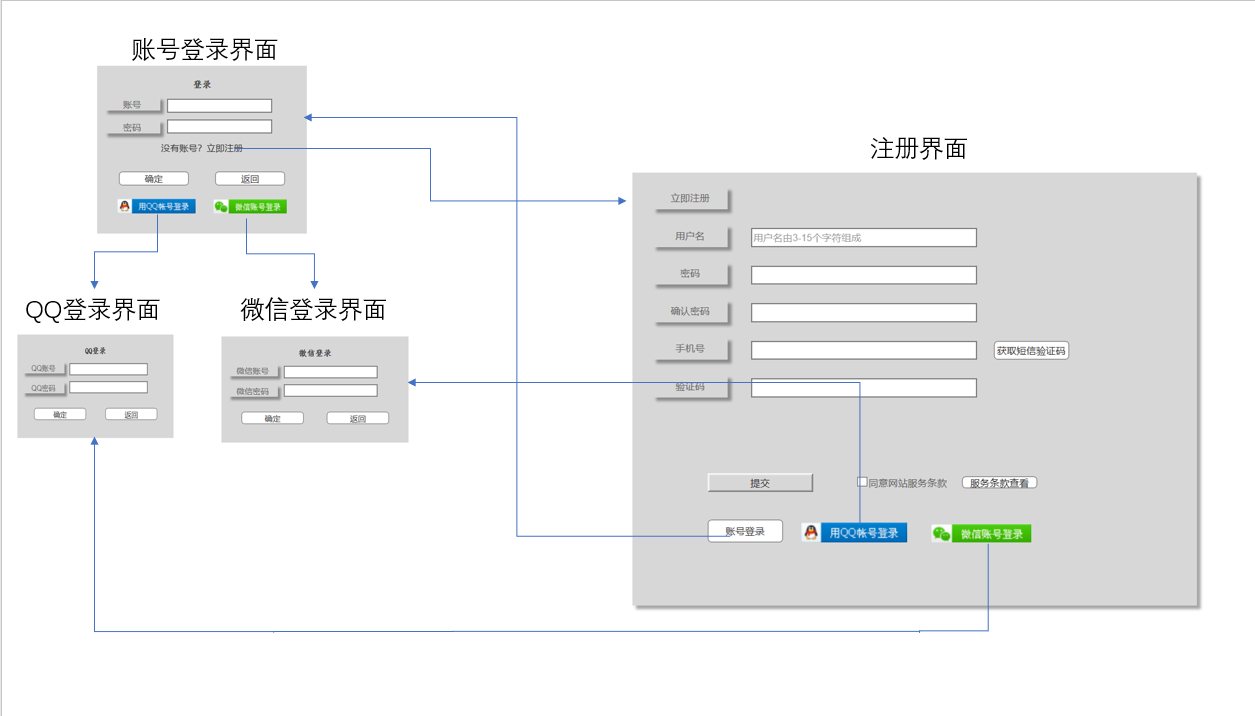 账号登录界面
登录
账号
密码
没有账号？立即注册
确定
返回
用QQ帐号登录
微信账号登录
QQ登录界面
QQ登录
QQ账号
QQ密码
确定
返回
微信登录界面
微信登录
微信账号
微信密码
确定
返回
注册界面
立即注册
用户名
用户名由3-15个字符组成
密码
确认密码
手机号
获取短信验证码
验证码
提交
同意网站服务条款
服务条款查看
账号登录
用QQ帐号登录
微信账号登录